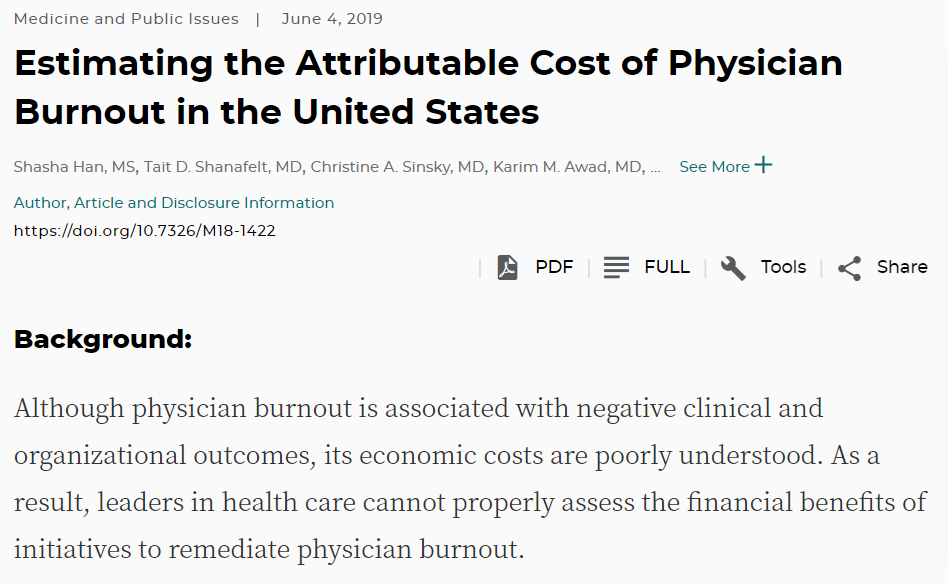 Medicine and Public Issues | June 4, 2019
Estimating the Attributable Cost of Physician
Burnout in the United States
Shasha Han, MS, Tait D. Shanafelt, MD, Christine A. Sinsky, MD, Karim M. Awad, MD, ... See More +
Author, Article and Disclosure Information
https://doi.org/10.7326/M18-1422
| PDF | FULL | Tools | Share
Background:
Although physician burnout is associated with negative clinical and
organizational outcomes, its economic costs are poorly understood. As a
result, leaders in health care cannot properly assess the financial benefits of
initiatives to remediate physician burnout.